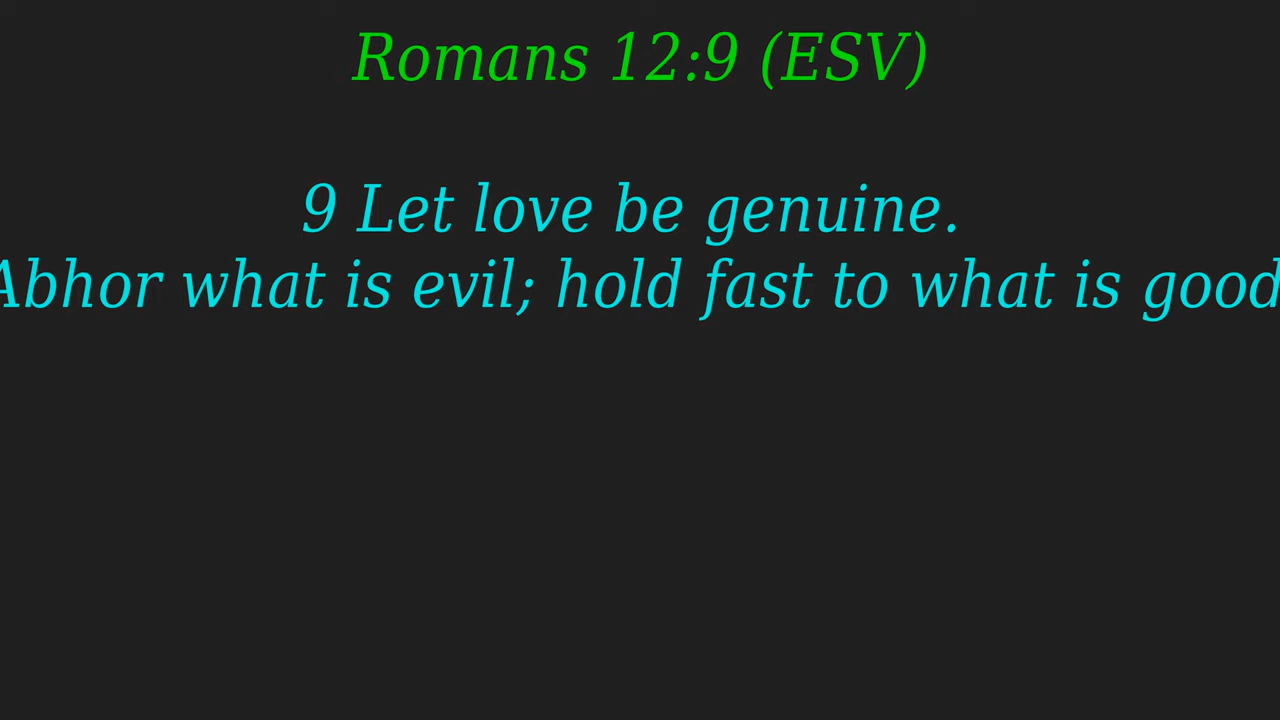 Romans 12:9 (ESV)
9 Let love be genuine.
Abhor what is evil; hold fast to what is good